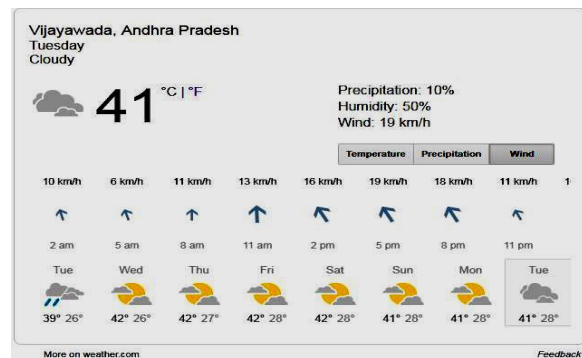 Vijayawada, Andhra Pradesh
Tuesday
Cloudy
41 °C | °F
Precipitation: 10%
Humidity: 50%
Wind: 19 km/h
Temperature Precipitation Wind
10 km/h 6 km/h 11 km/h 13 km/h 16 km/h 19 km/h 18 km/h 11 km/h 1
2 am 5 am 8 am 11 am 2 pm 5 pm 8 pm 11 pm
Tue Wed Thu Fri Sat Sun Mon Tue
39° 26° 42° 26° 42° 27° 42° 28° 42° 28° 41° 28° 41° 28° 41° 28°
More on weather.com Feedback